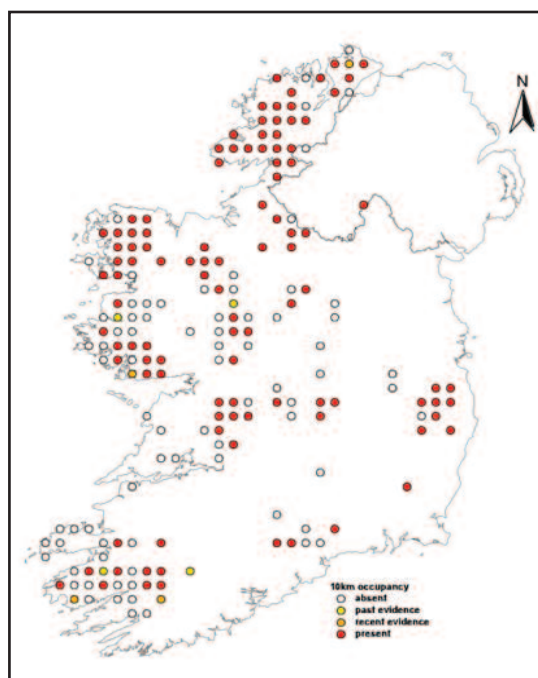 N
10km occupancy
absent
past evidence
recent evidence
present